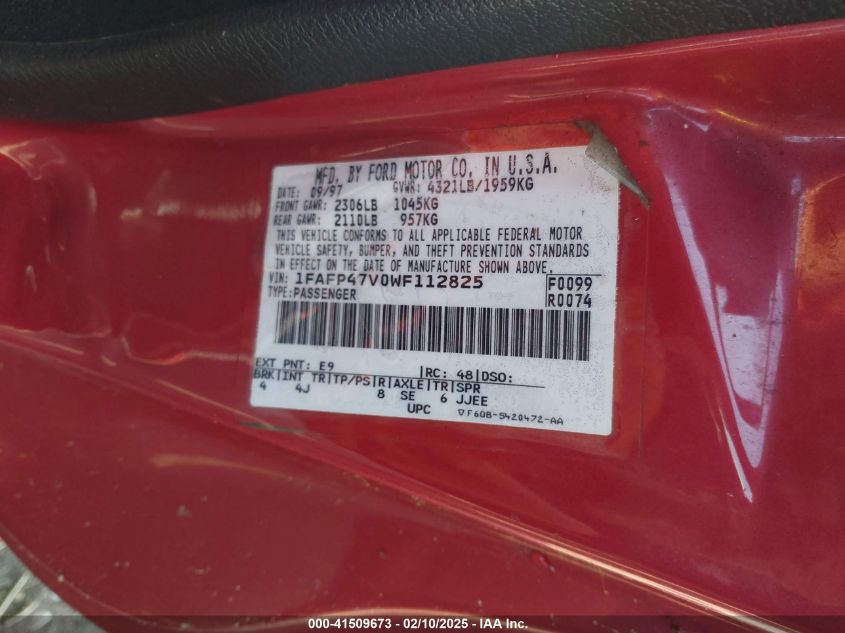 MFD. BY FORD MOTOR CO. IN U.S.A.
DATE: 09/97 GVWR: 4321LB/1959KG
FRONT GAWR: 2306LB 1045KG
REAR GAWR: 2110LB 957KG
THIS VEHICLE CONFORMS TO ALL APPLICABLE FEDERAL MOTOR
VEHICLE SAFETY, BUMPER, AND THEFT PREVENTION STANDARDS
IN EFFECT ON THE DATE OF MANUFACTURE SHOWN ABOVE.
VIN: 1FAFP47V0WF112825 F0099
TYPE:PASSENGER R0074
EXT PNT: E9 |RC: 48|DSO:
BRK|INT TR|TP/PS|R|AXLE|TR|SPR
4 4J 8 SE 6 JJEE
UPC ▽F60B-5420472-AA
000-41509673 - 02/10/2025 - US_TEXT